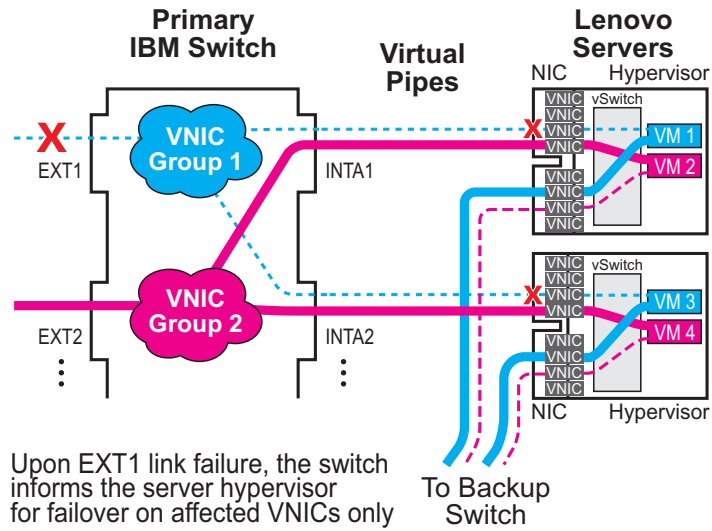 Primary
IBM Switch
Virtual
Pipes
Lenovo
Servers
NIC
Hypervisor
VNIC
VNIC
VNIC
VNIC
VNIC
VNIC
VNIC
VNIC
vSwitch
VM 1
VM 2
X
EXT1
VNIC
Group 1
INTA1
X
VNIC
VNIC
VNIC
VNIC
VNIC
VNIC
VNIC
VNIC
vSwitch
VM 3
VM 4
X
VNIC
Group 2
EXT2
INTA2
NIC
Hypervisor
Upon EXT1 link failure, the switch
informs the server hypervisor
for failover on affected VNICs only
To Backup
Switch